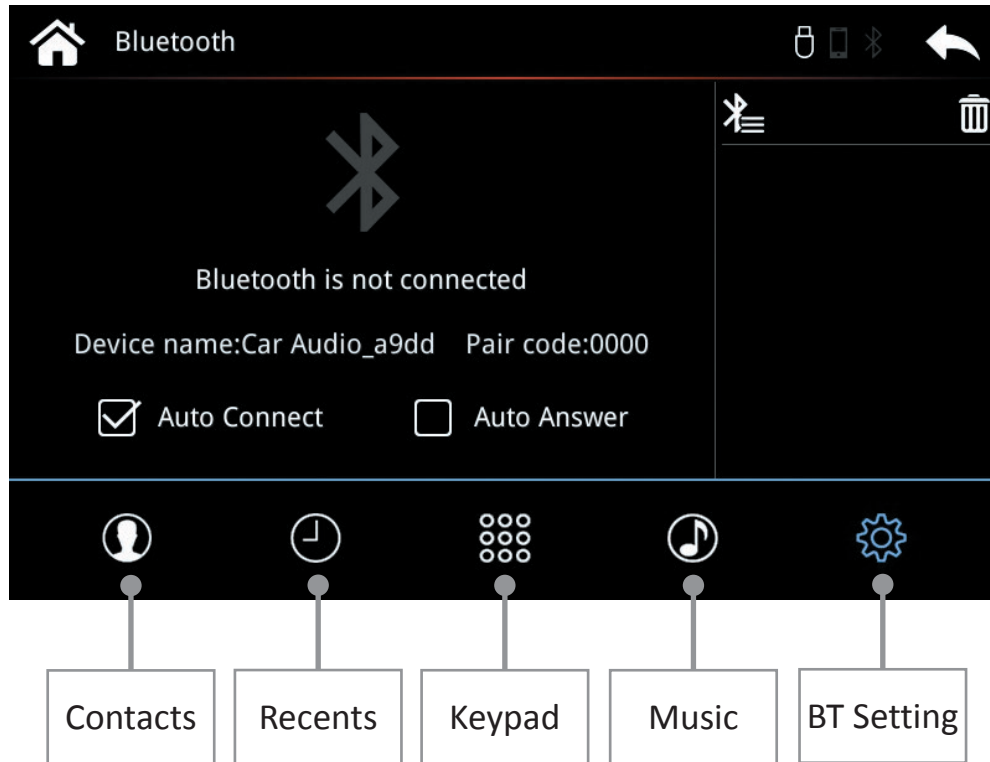 Bluetooth
Bluetooth is not connected
Device name:Car Audio_a9dd Pair code:0000
Auto Connect Auto Answer
Contacts Recents Keypad Music BT Setting